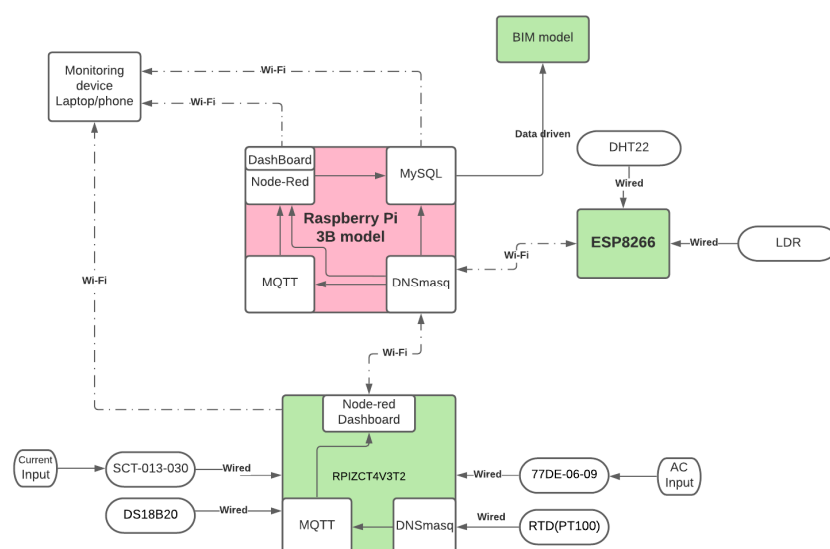 BIM model
Monitoring
device
Laptop/phone
Wi-Fi
Wi-Fi
Data driven
DHT22
DashBoard
Node-Red
MySQL
Wired
Raspberry Pi
3B model
ESP8266
Wired
LDR
Wi-Fi
Wi-Fi
MQTT
DNSmasq
Wi-Fi
Node-red
Dashboard
Current
Input
SCT-013-030
Wired
RPIZCT4V3T2
Wired
77DE-06-09
AC
Input
DS18B20
Wired
MQTT
DNSmasq
Wired
RTD(PT100)